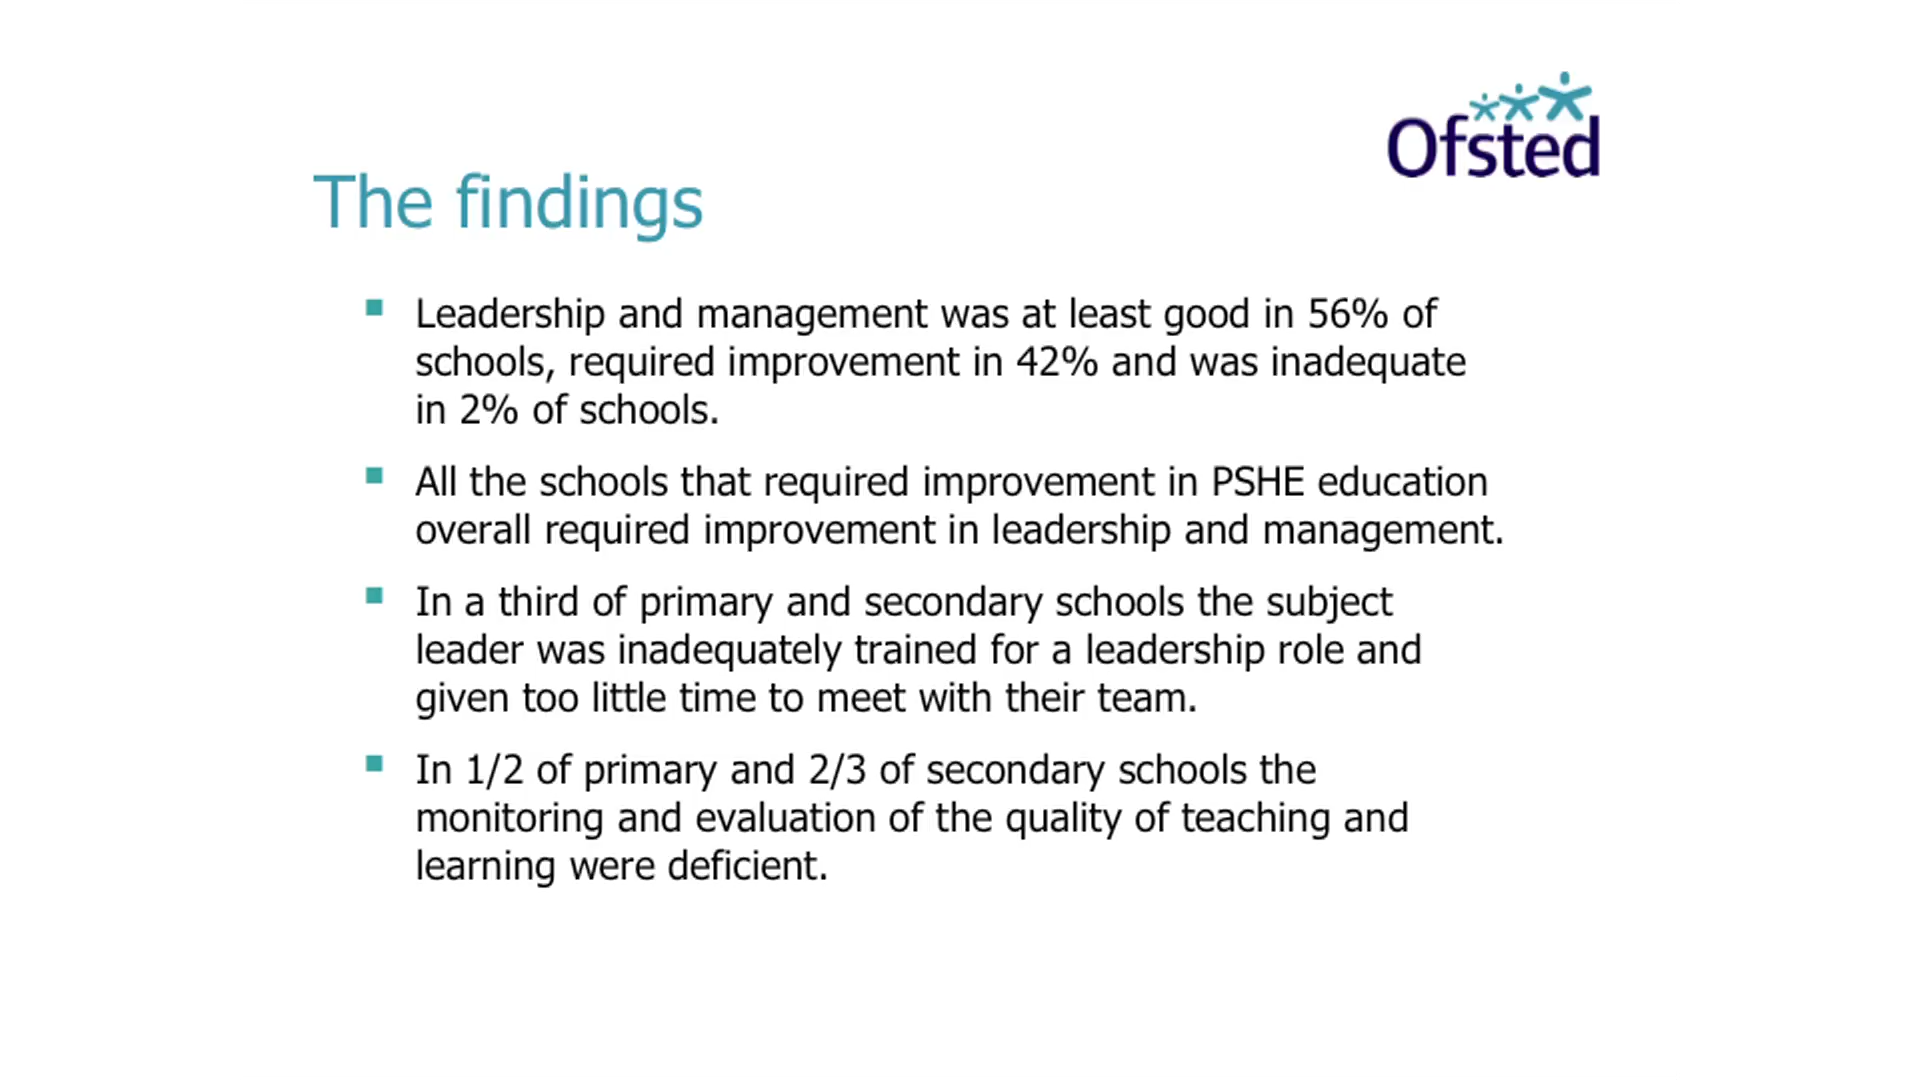 Ofsted
The findings
Leadership and management was at least good in 56% of
schools, required improvement in 42% and was inadequate
in 2% of schools.
All the schools that required improvement in PSHE education
overall required improvement in leadership and management.
In a third of primary and secondary schools the subject
leader was inadequately trained for a leadership role and
given too little time to meet with their team.
In 1/2 of primary and 2/3 of secondary schools the
monitoring and evaluation of the quality of teaching and
learning were deficient.